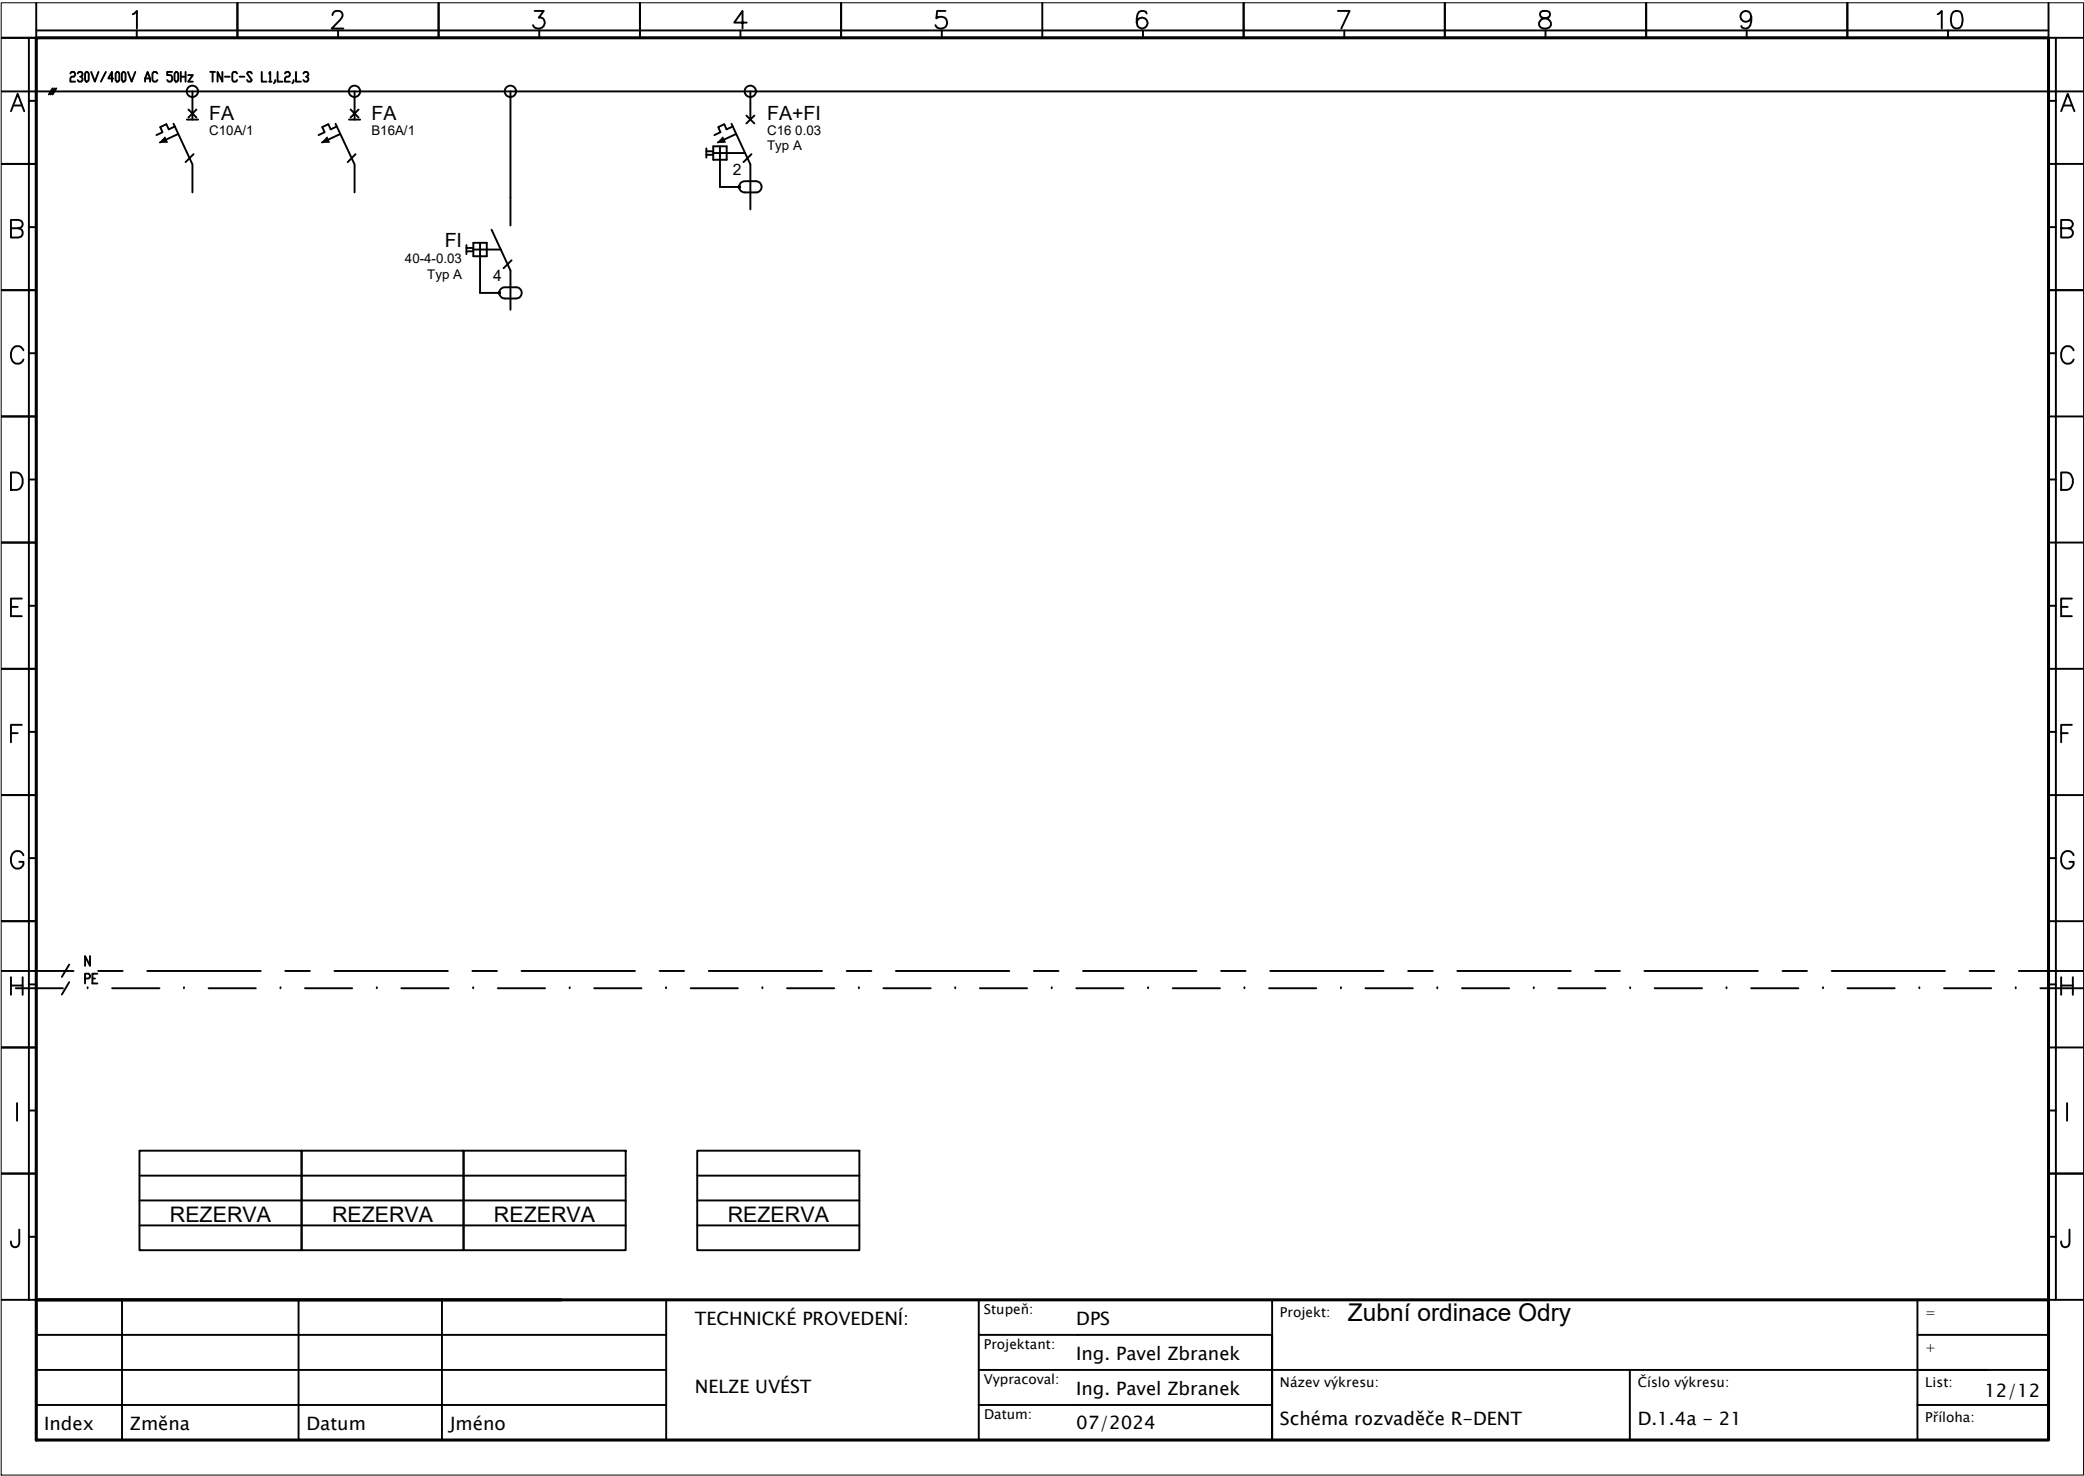 1 2 3 4 5 6 7 8 9 10
230V/400V AC 50Hz TN-C-S L1,L2,L3
A
A
FA
C10A/1
FA
B16A/1
FA+FI
C16 0.03
Typ A
2
B
B
FI
40-4-0.03
Typ A
4
C
C
D
D
E
E
F
F
G
G
N
PE
H
H
I
I
REZERVA REZERVA REZERVA REZERVA
J
J
TECHNICKÉ PROVEDENÍ:
NELZE UVÉST
Index Změna Datum Jméno
Stupeň: DPS
Projektant: Ing. Pavel Zbranek
Vypracoval: Ing. Pavel Zbranek
Datum: 07/2024
Projekt: Zubní ordinace Odry
Název výkresu:
Schéma rozvaděče R-DENT
Číslo výkresu:
D.1.4a - 21
=
+
List: 12/12
Příloha: